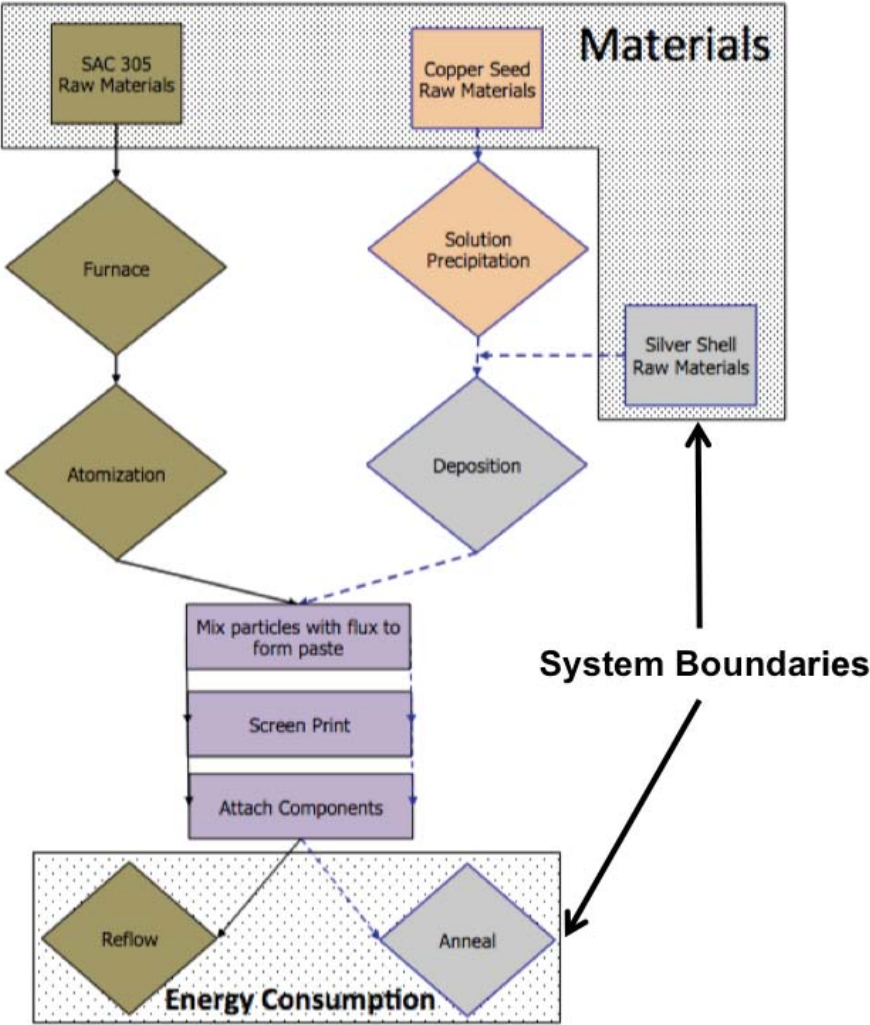 Materials
SAC 305
Raw Materials
Copper Seed
Raw Materials
Furnace
Solution
Precipitation
Silver Shell
Raw Materials
Atomization
Deposition
Mix particles with flux to
form paste
System Boundaries
Screen Print
Attach Components
Reflow
Anneal
Energy Consumption